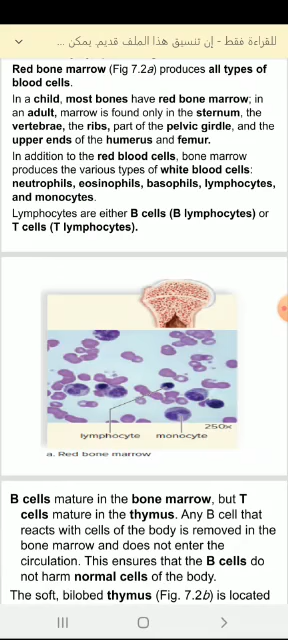 للقراءة فقط - إن تنسيق هذا الملف قديم. يمكن ...
Red bone marrow (Fig 7.2a) produces all types of
blood cells.
In a child, most bones have red bone marrow; in
an adult, marrow is found only in the sternum, the
vertebrae, the ribs, part of the pelvic girdle, and the
upper ends of the humerus and femur.
In addition to the red blood cells, bone marrow
produces the various types of white blood cells:
neutrophils, eosinophils, basophils, lymphocytes,
and monocytes.
Lymphocytes are either B cells (B lymphocytes) or
T cells (T lymphocytes).
250x
lymphocyte monocyte
a. Red bone marrow
B cells mature in the bone marrow, but T
cells mature in the thymus. Any B cell that
reacts with cells of the body is removed in the
bone marrow and does not enter the
circulation. This ensures that the B cells do
not harm normal cells of the body.
The soft, bilobed thymus (Fig. 7.2b) is located